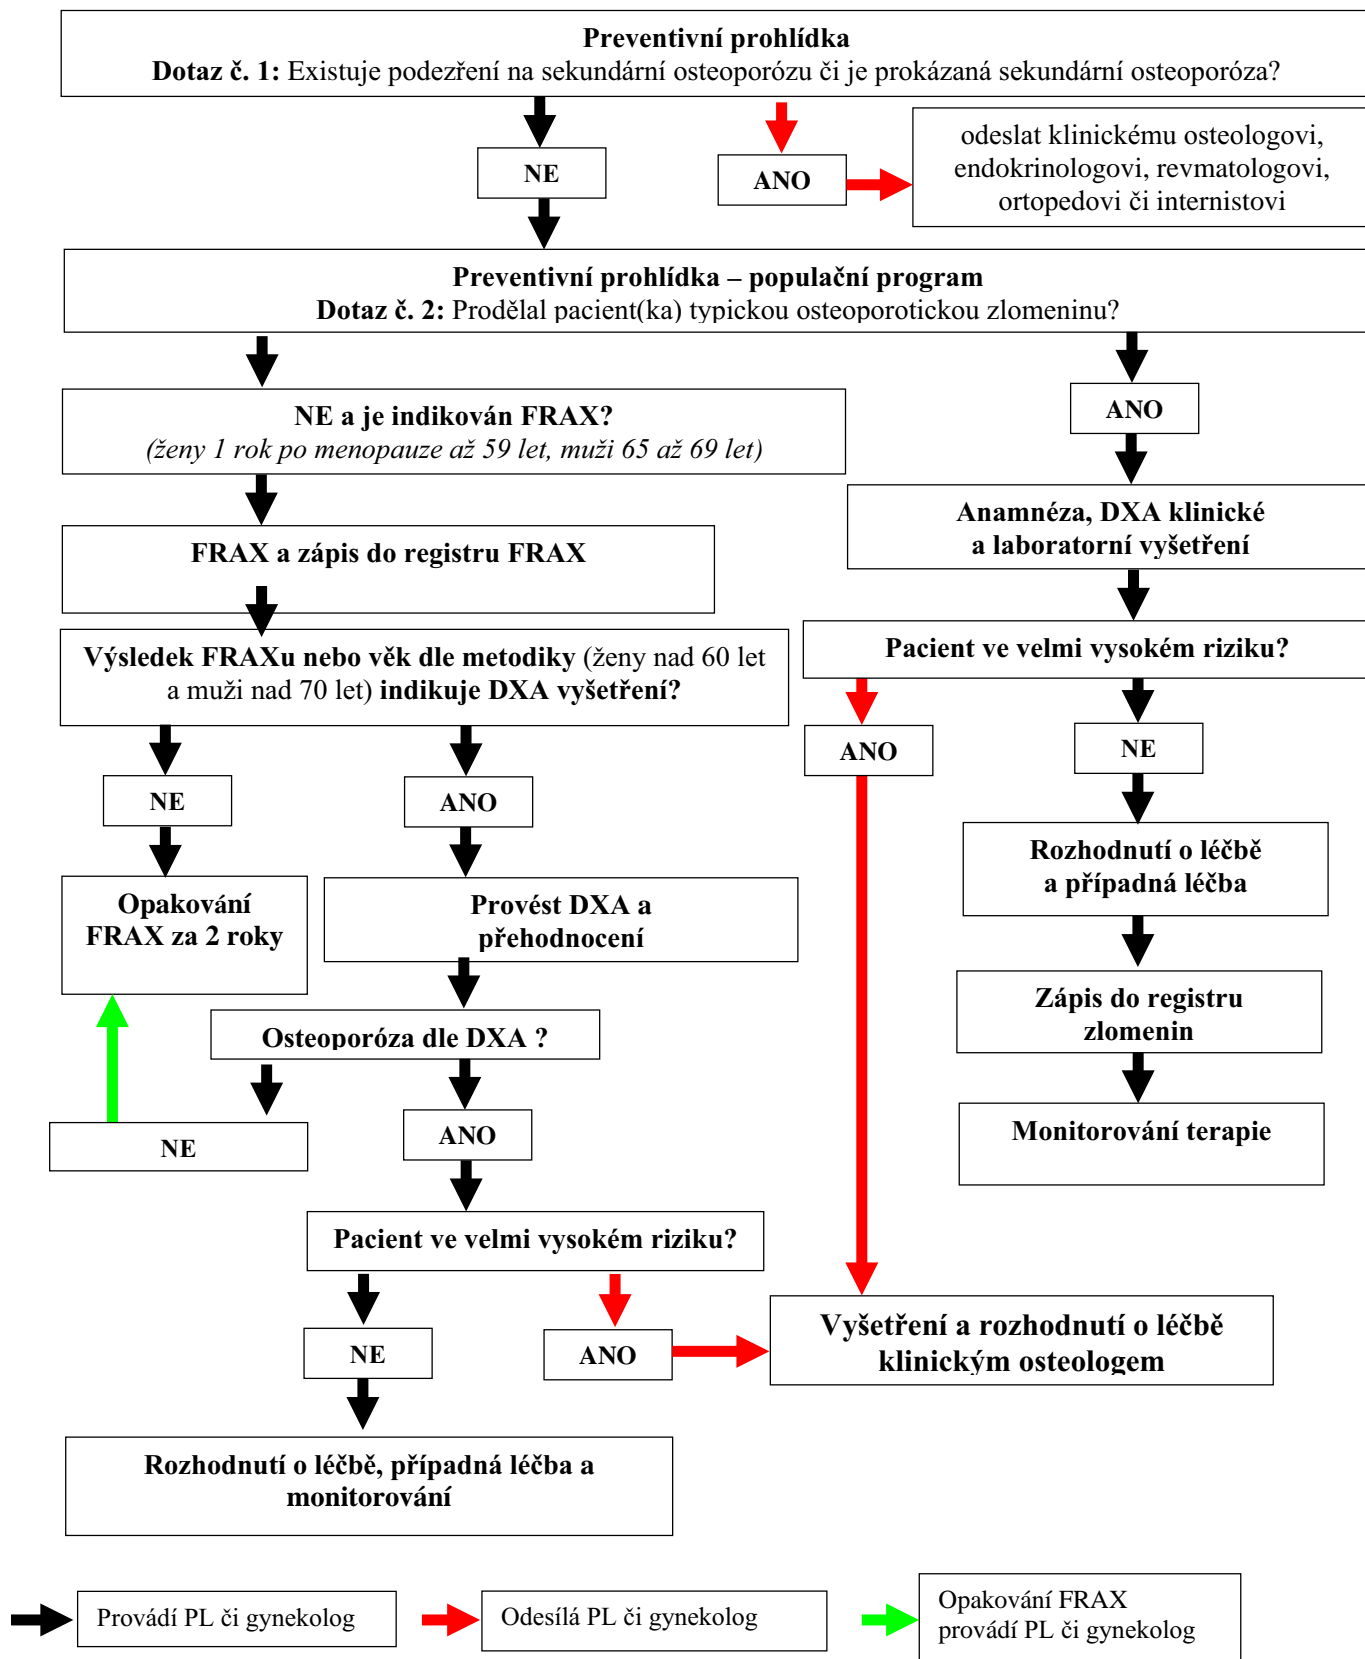 Preventivní prohlídka
Dotaz č. 1: Existuje podezření na sekundární osteoporózu či je prokázaná sekundární osteoporóza?
NE
ANO
odeslat klinickému osteologovi,
endokrinologovi, revmatologovi,
ortopedovi či internistovi
Preventivní prohlídka – populační program
Dotaz č. 2: Prodělal pacient(ka) typickou osteoporotickou zlomeninu?
NE a je indikován FRAX?
(ženy 1 rok po menopauze až 59 let, muži 65 až 69 let)
ANO
FRAX a zápis do registru FRAX
Anamnéza, DXA klinické
a laboratorní vyšetření
Výsledek FRAXu nebo věk dle metodiky (ženy nad 60 let
a muži nad 70 let) indikuje DXA vyšetření?
Pacient ve velmi vysokém riziku?
NE
ANO
ANO
NE
Opakování
FRAX za 2 roky
Provést DXA a
přehodnocení
Rozhodnutí o léčbě
a případná léčba
Osteoporóza dle DXA ?
Zápis do registru
zlomenin
NE
ANO
Monitorování terapie
Pacient ve velmi vysokém riziku?
NE
ANO
Vyšetření a rozhodnutí o léčbě
klinickým osteologem
Rozhodnutí o léčbě, případná léčba a
monitorování
Provádí PL či gynekolog
Odesílá PL či gynekolog
Opakování FRAX
provádí PL či gynekolog